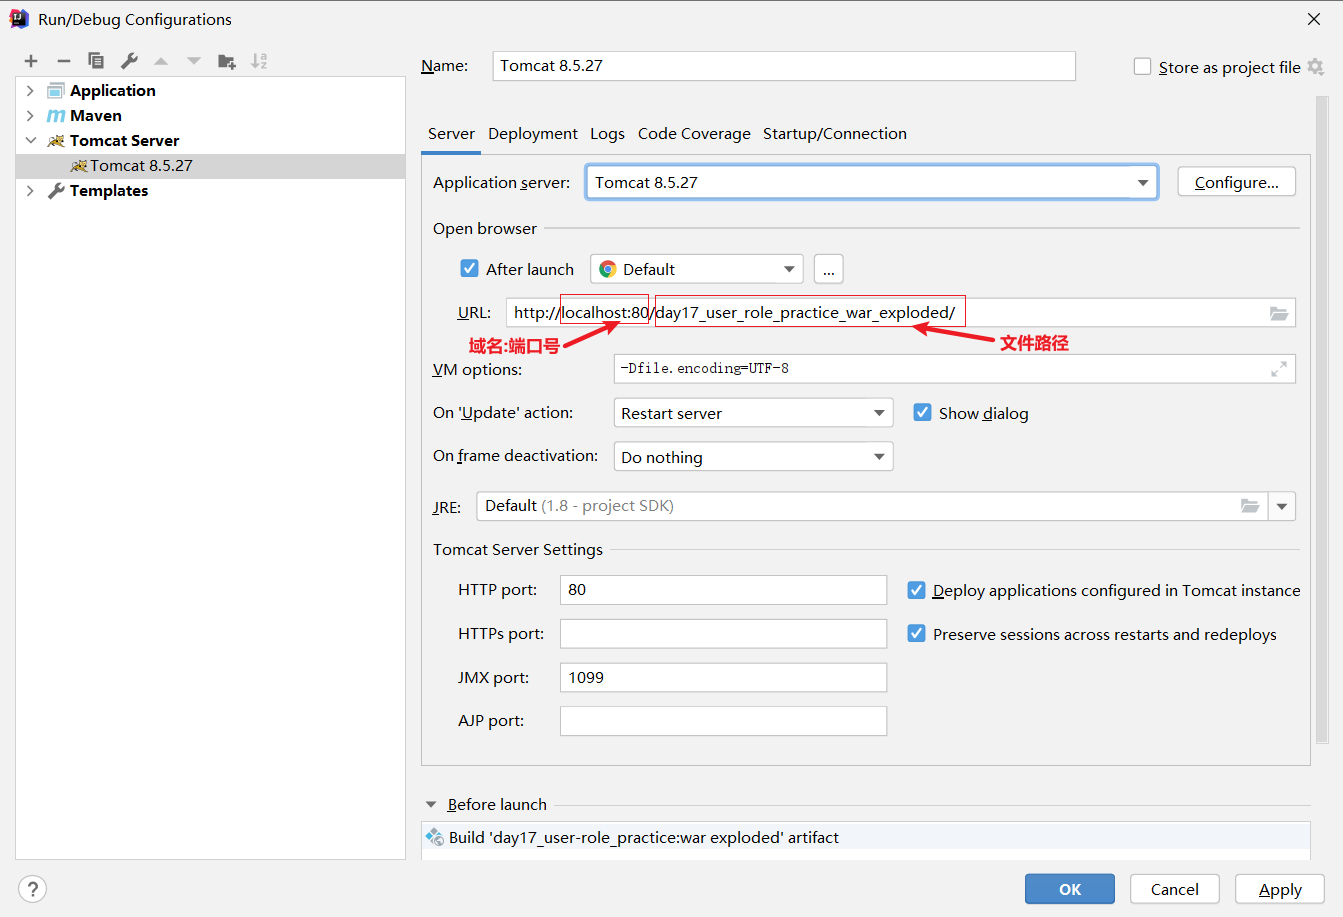 Run/Debug Configurations
Application
Maven
Tomcat Server
Tomcat 8.5.27
Templates
Name: Tomcat 8.5.27 Store as project file
Server Deployment Logs Code Coverage Startup/Connection
Application server: Tomcat 8.5.27 Configure...
Open browser
After launch Default ...
URL: http://localhost:80/day17_user_role_practice_war_exploded/
域名:端口号 文件路径
VM options: -Dfile.encoding=UTF-8
On 'Update' action: Restart server Show dialog
On frame deactivation: Do nothing
JRE: Default (1.8 - project SDK)
Tomcat Server Settings
HTTP port: 80 Deploy applications configured in Tomcat instance
HTTPs port: Preserve sessions across restarts and redeploys
JMX port: 1099
AJP port:
Before launch
Build 'day17_user-role_practice:war exploded' artifact
? OK Cancel Apply